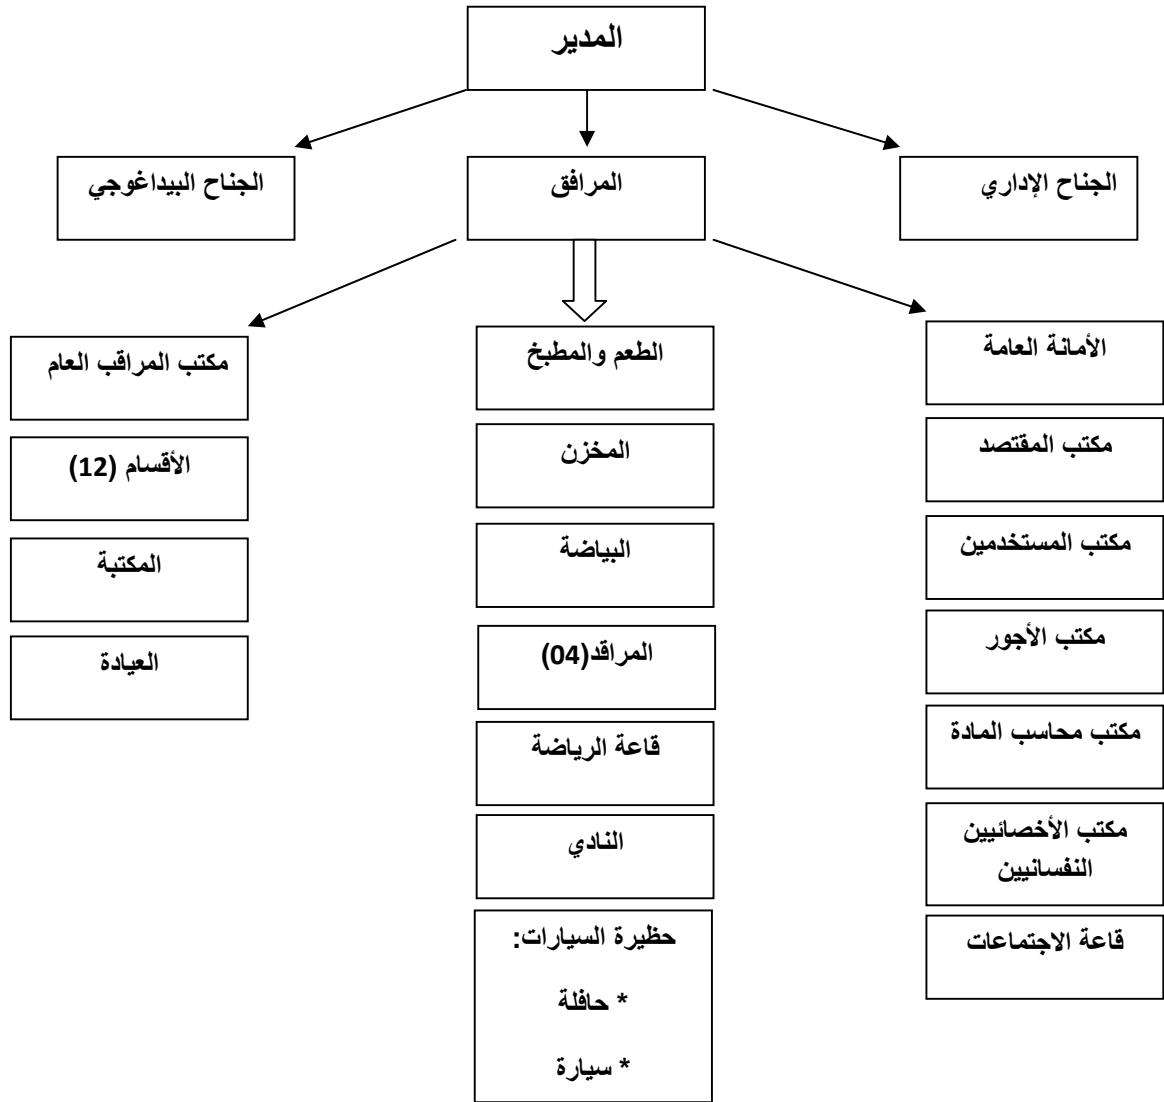 المدير
الجناح الإداري
المرافق
الجناح البيداغوجي
الأمانة العامة
مكتب المقتصد
مكتب المستخدمين
مكتب الأجور
مكتب محاسب المادة
مكتب الأخصائيين
النفسانيين
قاعة الاجتماعات
الطعم والمطبخ
المخزن
البياضة
المراقد(04)
قاعة الرياضة
النادي
حظيرة السيارات:
* حافلة
* سيارة
مكتب المراقب العام
الأقسام (12)
المكتبة
العيادة